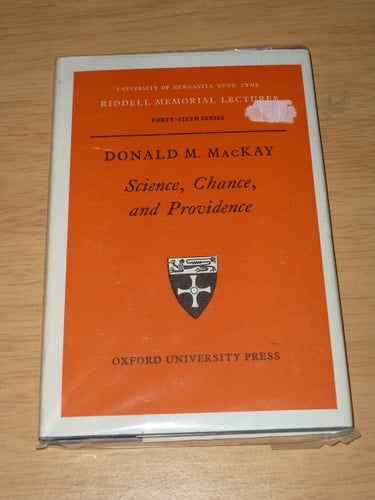 UNIVERSITY OF NEWCASTLE UPON TYNE
RIDDELL MEMORIAL LECTURES
FORTY-SIXTH SERIES
DONALD M. MACKAY
Science, Chance,
and Providence
OXFORD UNIVERSITY PRESS